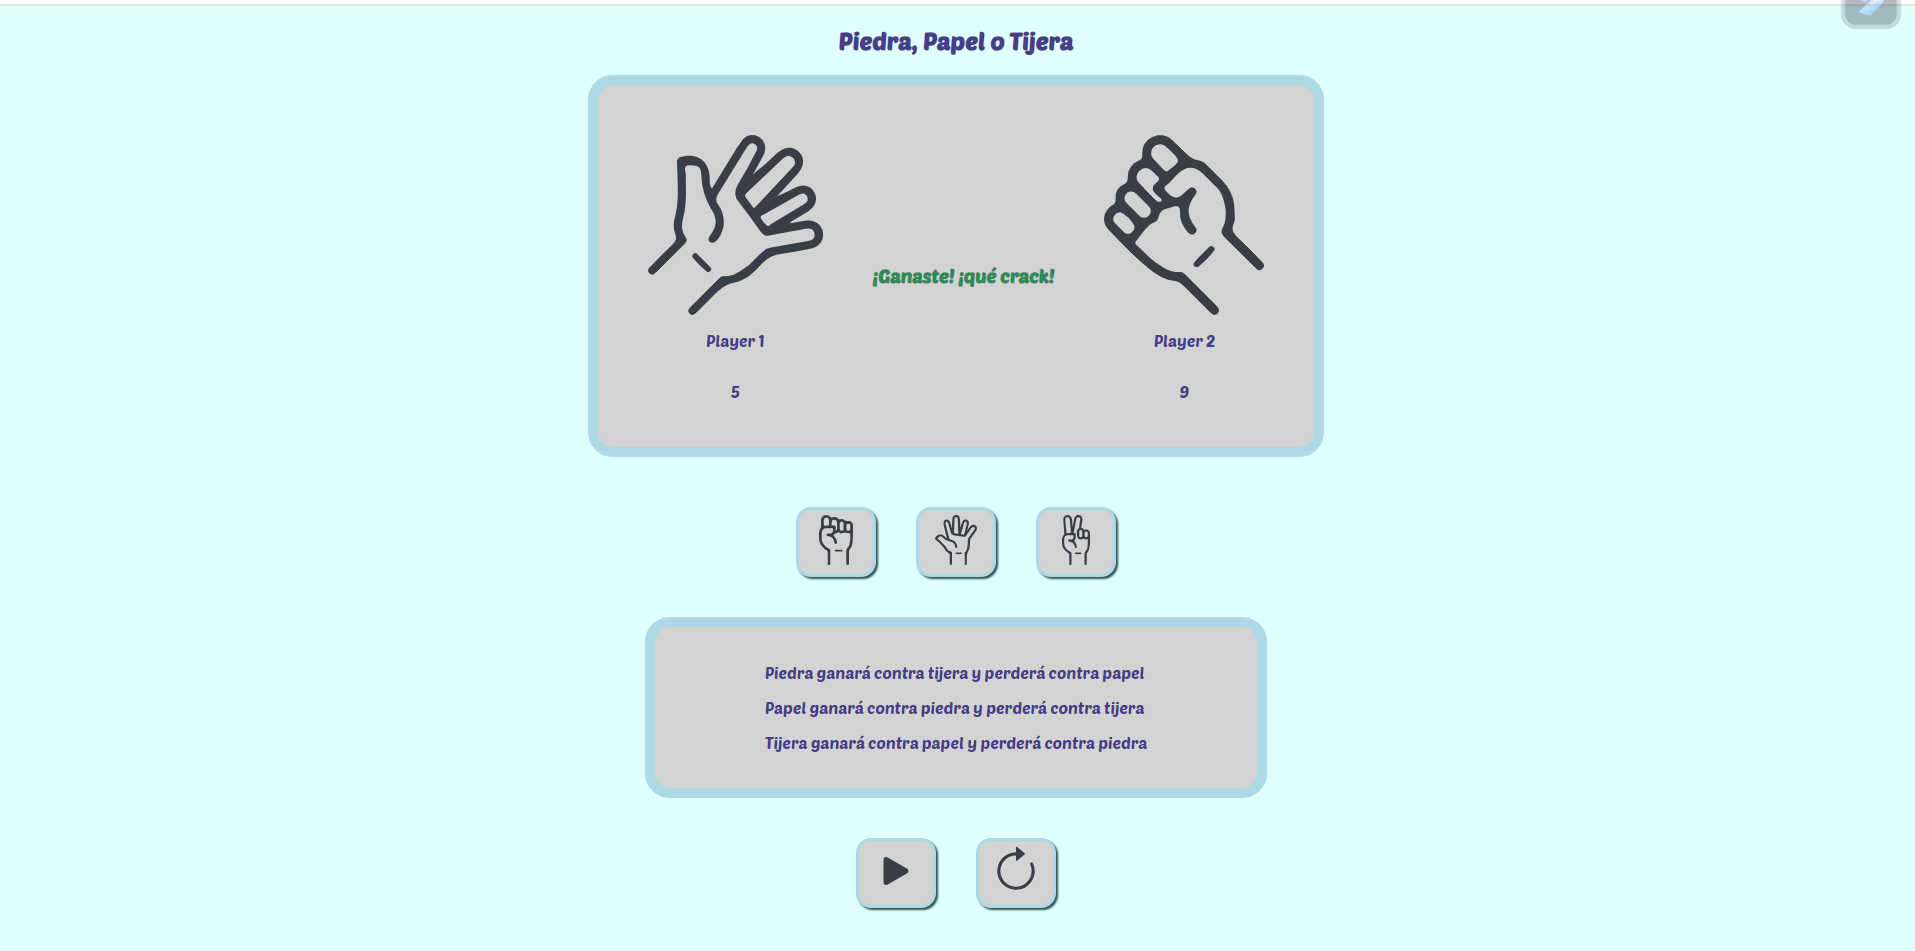 Piedra, Papel o Tijera
¡Ganaste! ¡qué crack!
Player 1
Player 2
5
9
Piedra ganará contra tijera y perderá contra papel
Papel ganará contra piedra y perderá contra tijera
Tijera ganará contra papel y perderá contra piedra